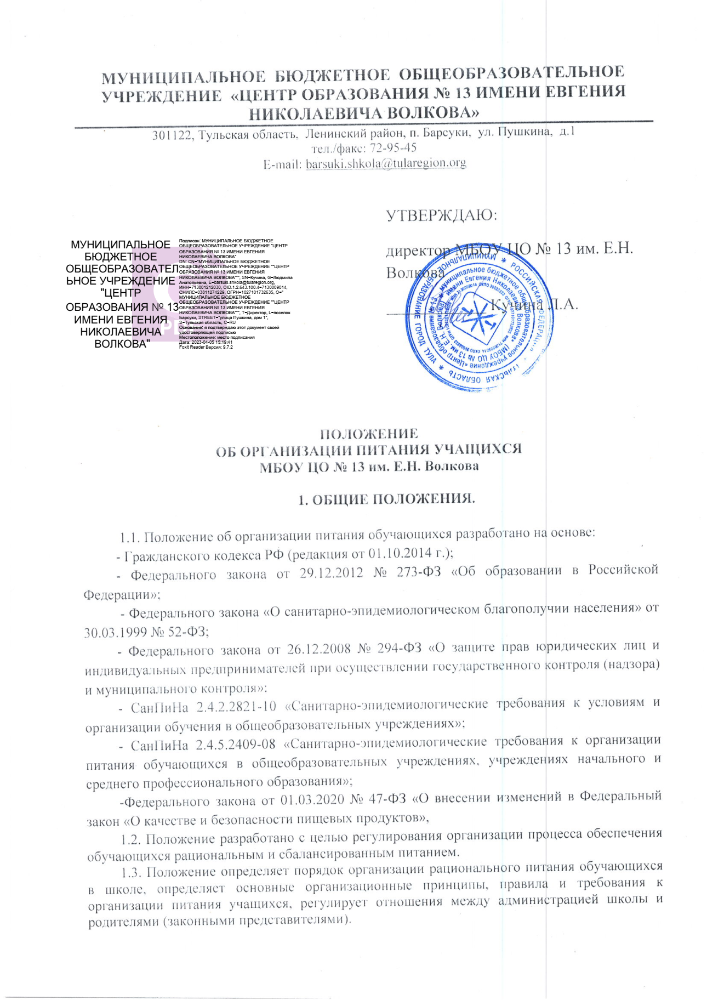 МУНИЦИПАЛЬНОЕ БЮДЖЕТНОЕ ОБЩЕОБРАЗОВАТЕЛЬНОЕ
УЧРЕЖДЕНИЕ «ЦЕНТР ОБРАЗОВАНИЯ № 13 ИМЕНИ ЕВГЕНИЯ
НИКОЛАЕВИЧА ВОЛКОВА»
301122, Тульская область, Ленинский район, п. Барсуки, ул. Пушкина, д.1
тел./факс: 72-95-45
E-mail: barsuki.shkola@tularegion.org
УТВЕРЖДАЮ:
директор МБОУ ЦО № 13 им. Е.Н.
Волкова
Кучина Л.А.
МУНИЦИПАЛЬНОЕ
БЮДЖЕТНОЕ
ОБЩЕОБРАЗОВАТЕЛ
ЬНОЕ УЧРЕЖДЕНИЕ
"ЦЕНТР
ОБРАЗОВАНИЯ № 13
ИМЕНИ ЕВГЕНИЯ
НИКОЛАЕВИЧА
ВОЛКОВА"
Подписан: МУНИЦИПАЛЬНОЕ БЮДЖЕТНОЕ
ОБЩЕОБРАЗОВАТЕЛЬНОЕ УЧРЕЖДЕНИЕ "ЦЕНТР
ОБРАЗОВАНИЯ № 13 ИМЕНИ ЕВГЕНИЯ
НИКОЛАЕВИЧА ВОЛКОВА"
DN: CN="МУНИЦИПАЛЬНОЕ БЮДЖЕТНОЕ
ОБЩЕОБРАЗОВАТЕЛЬНОЕ УЧРЕЖДЕНИЕ ""ЦЕНТР
ОБРАЗОВАНИЯ № 13 ИМЕНИ ЕВГЕНИЯ
НИКОЛАЕВИЧА ВОЛКОВА""", SN=Кучина, G=Людмила
Анатольевна, E=barsuki.shkola@tularegion.org,
ИНН=713001212030, OID.1.2.643.100.4=7130009014,
СНИЛС=03811274229, ОГРН=1027101732635, O="
МУНИЦИПАЛЬНОЕ БЮДЖЕТНОЕ
ОБЩЕОБРАЗОВАТЕЛЬНОЕ УЧРЕЖДЕНИЕ ""ЦЕНТР
ОБРАЗОВАНИЯ № 13 ИМЕНИ ЕВГЕНИЯ
НИКОЛАЕВИЧА ВОЛКОВА""", T=Директор, L=поселок
Барсуки, STREET="улица Пушкина, дом 1",
S=Тульская область, C=RU
Основание: я подтверждаю этот документ своей
удостоверяющей подписью
Местоположение: место подписания
Дата: 2023-04-05 15:19:41
Foxit Reader Версия: 9.7.2
ПОЛОЖЕНИЕ
ОБ ОРГАНИЗАЦИИ ПИТАНИЯ УЧАЩИХСЯ
МБОУ ЦО № 13 им. Е.Н. Волкова
1. ОБЩИЕ ПОЛОЖЕНИЯ.
1.1. Положение об организации питания обучающихся разработано на основе:
- Гражданского кодекса РФ (редакция от 01.10.2014 г.);
- Федерального закона от 29.12.2012 № 273-ФЗ «Об образовании в Российской
Федерации»;
- Федерального закона «О санитарно-эпидемиологическом благополучии населения» от
30.03.1999 № 52-ФЗ;
- Федерального закона от 26.12.2008 № 294-ФЗ «О защите прав юридических лиц и
индивидуальных предпринимателей при осуществлении государственного контроля (надзора)
и муниципального контроля»;
- СанПиНа 2.4.2.2821-10 «Санитарно-эпидемиологические требования к условиям и
организации обучения в общеобразовательных учреждениях»;
- СанПиНа 2.4.5.2409-08 «Санитарно-эпидемиологические требования к организации
питания обучающихся в общеобразовательных учреждениях, учреждениях начального и
среднего профессионального образования»;
-Федерального закона от 01.03.2020 № 47-ФЗ «О внесении изменений в Федеральный
закон «О качестве и безопасности пищевых продуктов»,
1.2. Положение разработано с целью регулирования организации процесса обеспечения
обучающихся рациональным и сбалансированным питанием.
1.3. Положение определяет порядок организации рационального питания обучающихся
в школе, определяет основные организационные принципы, правила и требования к
организации питания учащихся, регулирует отношения между администрацией школы и
родителями (законными представителями).